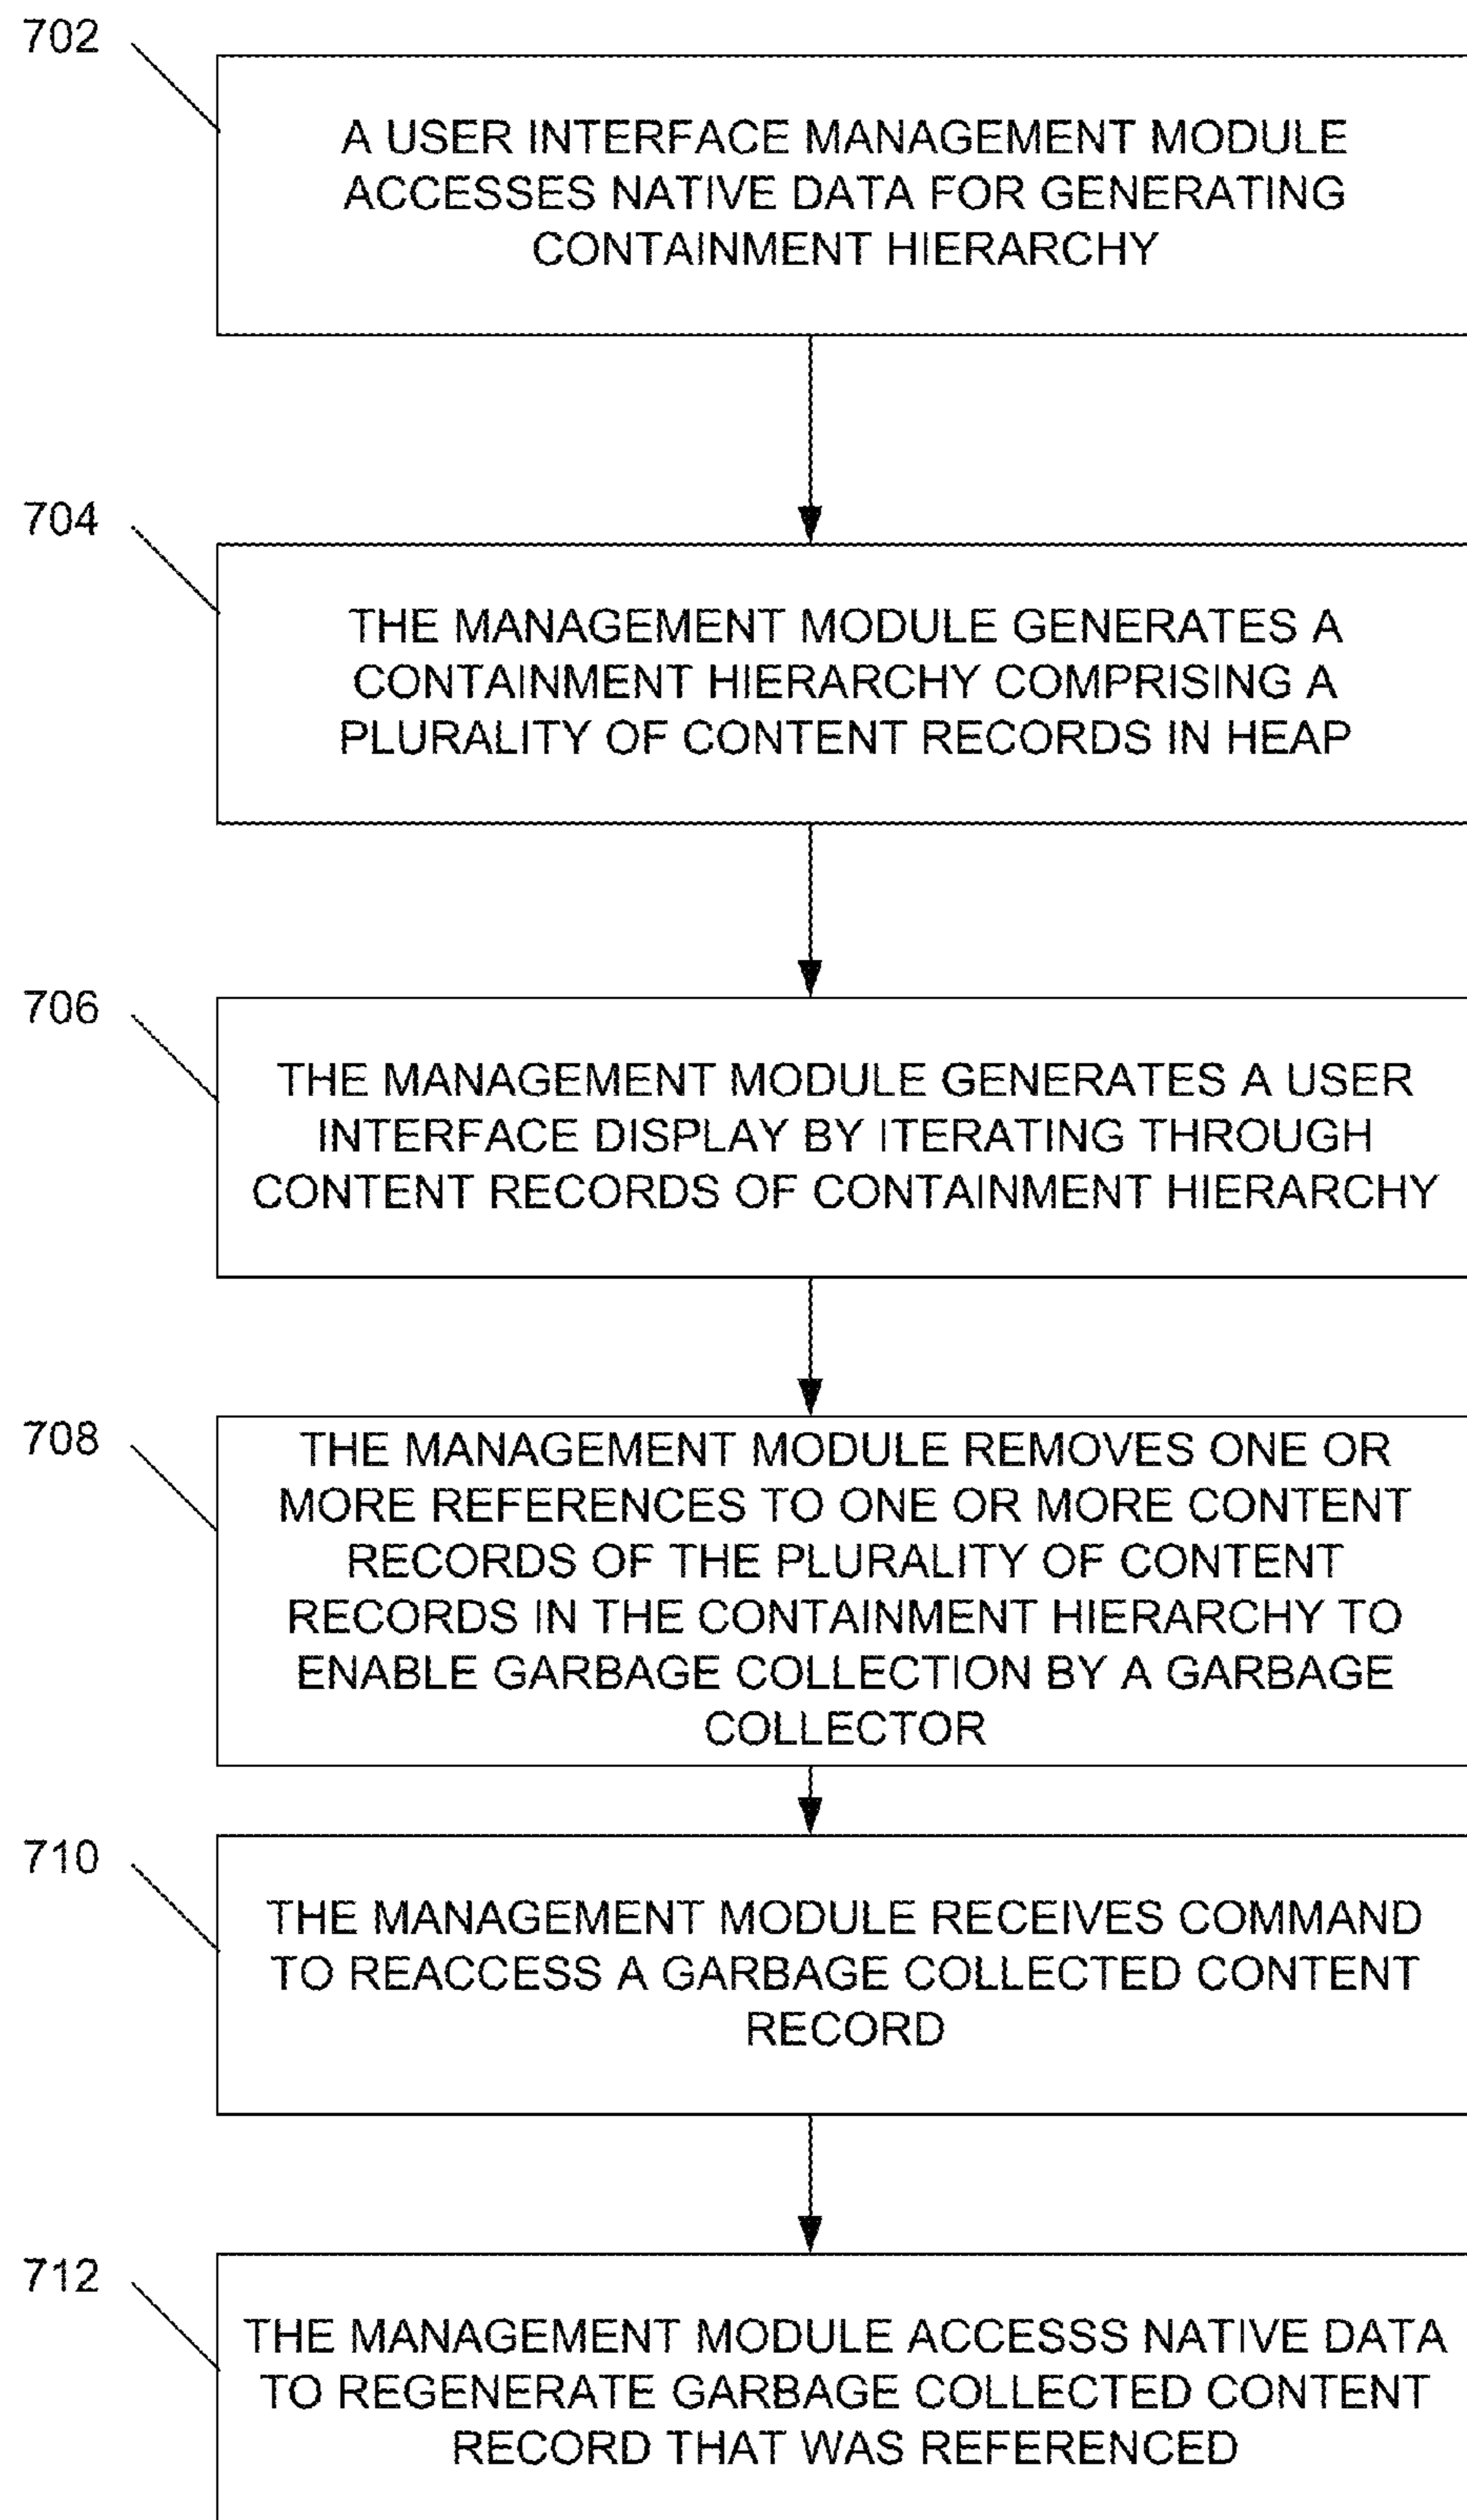 702
A USER INTERFACE MANAGEMENT MODULE
ACCESSES NATIVE DATA FOR GENERATING
CONTAINMENT HIERARCHY
704
THE MANAGEMENT MODULE GENERATES A
CONTAINMENT HIERARCHY COMPRISING A
PLURALITY OF CONTENT RECORDS IN HEAP
706
THE MANAGEMENT MODULE GENERATES A USER
INTERFACE DISPLAY BY ITERATING THROUGH
CONTENT RECORDS OF CONTAINMENT HIERARCHY
708
THE MANAGEMENT MODULE REMOVES ONE OR
MORE REFERENCES TO ONE OR MORE CONTENT
RECORDS OF THE PLURALITY OF CONTENT
RECORDS IN THE CONTAINMENT HIERARCHY TO
ENABLE GARBAGE COLLECTION BY A GARBAGE
COLLECTOR
710
THE MANAGEMENT MODULE RECEIVES COMMAND
TO REACCESS A GARBAGE COLLECTED CONTENT
RECORD
712
THE MANAGEMENT MODULE ACCESSS NATIVE DATA
TO REGENERATE GARBAGE COLLECTED CONTENT
RECORD THAT WAS REFERENCED